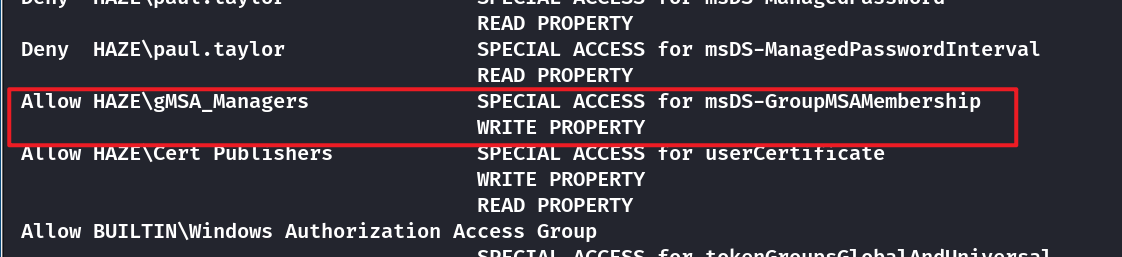 Deny HAZE\paul.taylor SPECIAL ACCESS for msDS-ManagedPassword
READ PROPERTY
Deny HAZE\paul.taylor SPECIAL ACCESS for msDS-ManagedPasswordInterval
READ PROPERTY
Allow HAZE\gMSA_Managers SPECIAL ACCESS for msDS-GroupMSAMembership
WRITE PROPERTY
Allow HAZE\Cert Publishers SPECIAL ACCESS for userCertificate
WRITE PROPERTY
READ PROPERTY
Allow BUILTIN\Windows Authorization Access Group
SPECIAL ACCESS for tokenGroupsGlobalAndUniversal